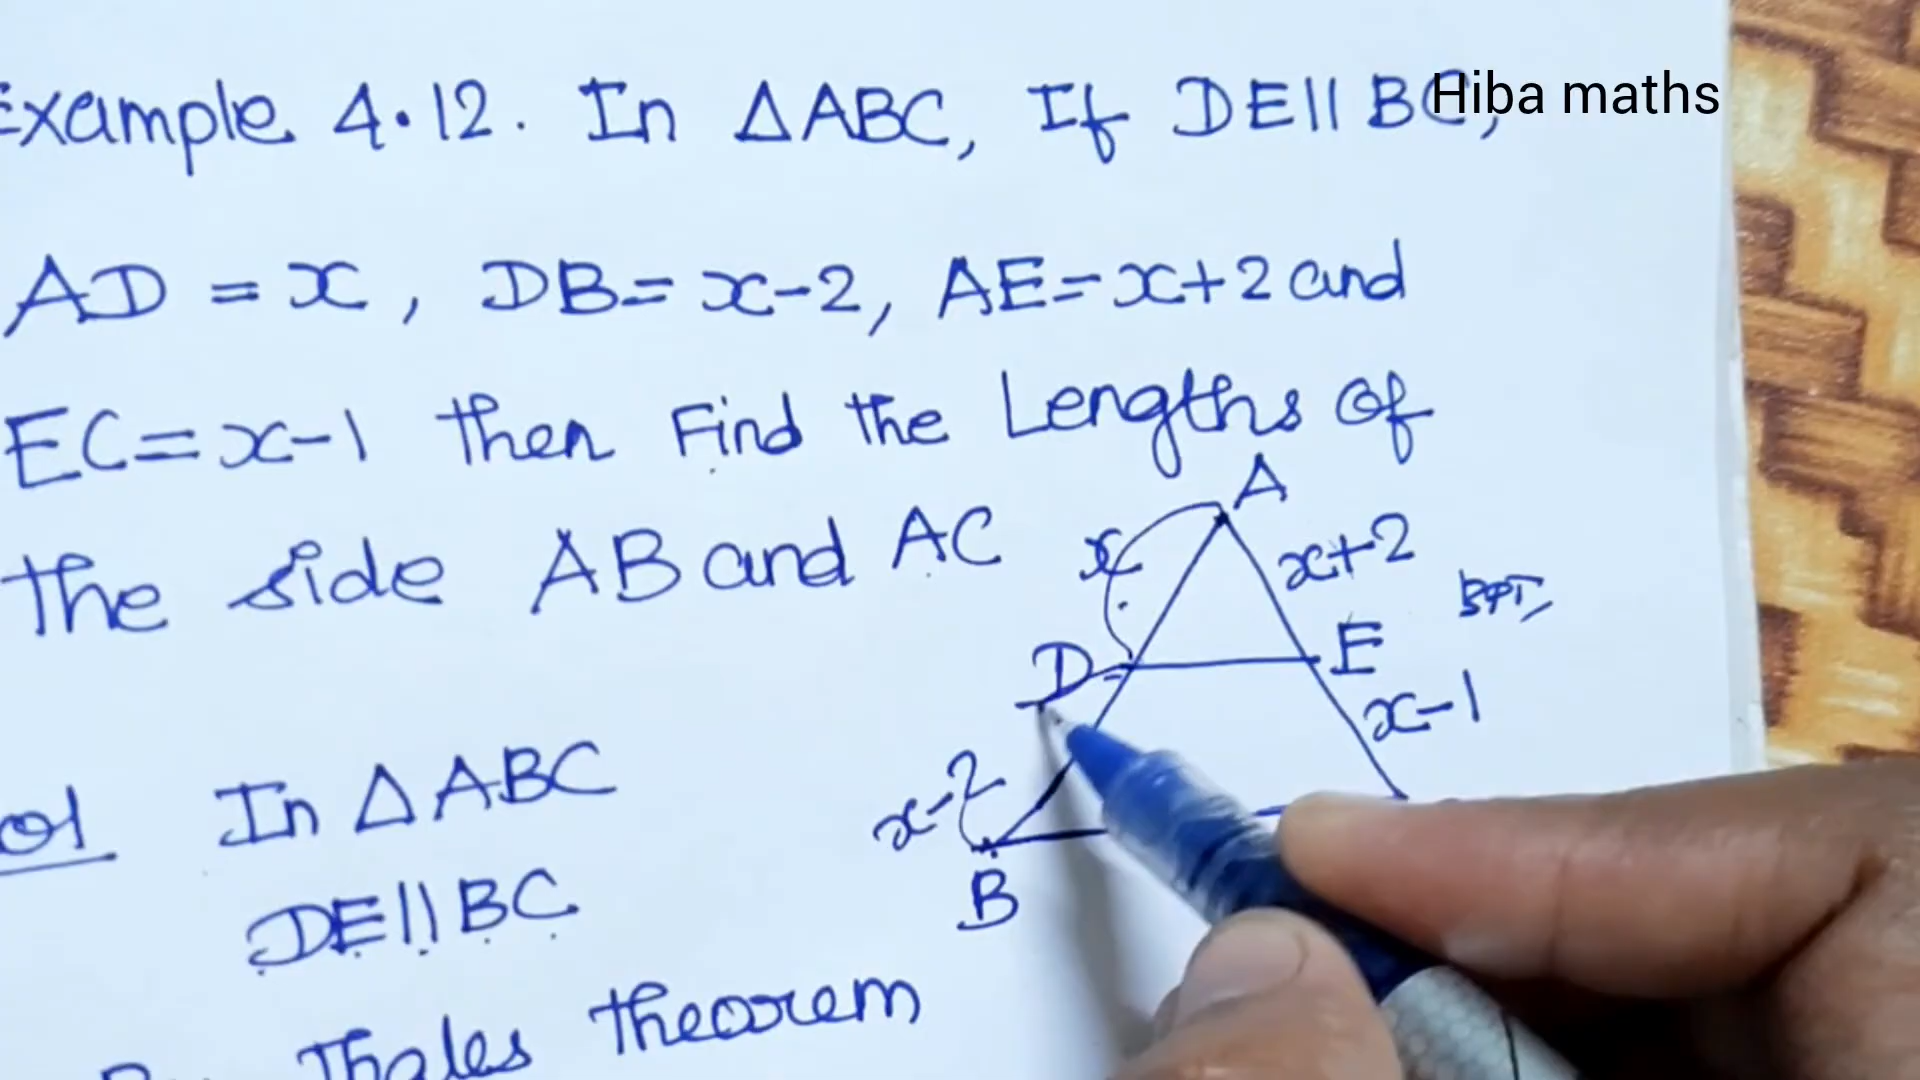 Example 4.12. In ΔABC, If DE||BC,
Hiba maths
AD = x, DB = x-2, AE = x+2 and
EC = x-1 then Find the Lengths of
the side AB and AC
A
x
x+2
BPT,
D
E
x-1
x-2
B
Sol In ΔABC
DE||BC
By Thales theorem